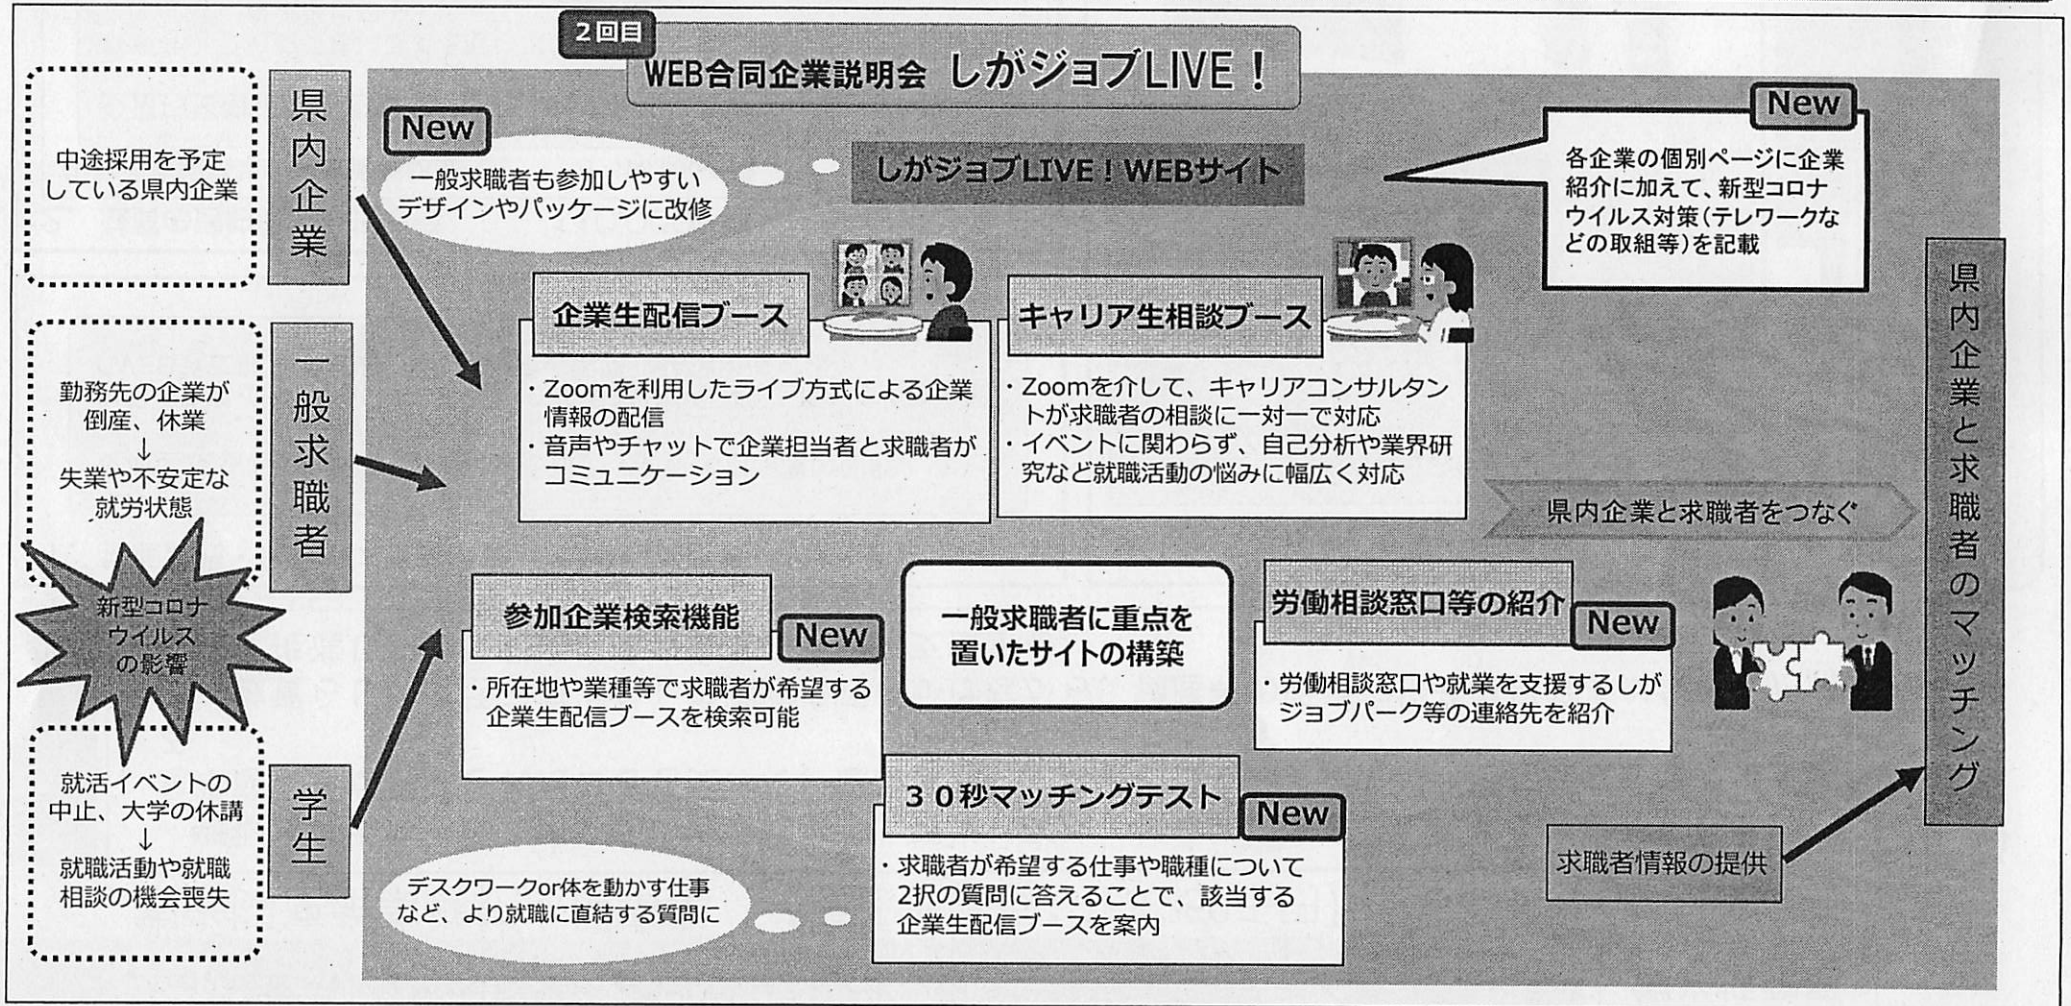 2回目
WEB合同企業説明会 しがジョブLIVE！
中途採用を予定
している県内企業
県内企業
勤務先の企業が
倒産、休業
↓
失業や不安定な
就労状態
一般求職者
新型コロナ
ウイルス
の影響
就活イベントの
中止、大学の休講
↓
就職活動や就職
相談の機会喪失
学生
New
一般求職者も参加しやすい
デザインやパッケージに改修
しがジョブLIVE！WEBサイト
New
各企業の個別ページに企業
紹介に加えて、新型コロナ
ウイルス対策（テレワークな
どの取組等）を記載
企業生配信ブース
・Zoomを利用したライブ方式による企業
情報の配信
・音声やチャットで企業担当者と求職者が
コミュニケーション
キャリア生相談ブース
・Zoomを介して、キャリアコンサルタン
トが求職者の相談に一対一で対応
・イベントに関わらず、自己分析や業界研
究など就職活動の悩みに幅広く対応
県内企業と求職者をつなぐ
参加企業検索機能
New
・所在地や業種等で求職者が希望する
企業生配信ブースを検索可能
一般求職者に重点を
置いたサイトの構築
労働相談窓口等の紹介
New
・労働相談窓口や就業を支援するしが
ジョブパーク等の連絡先を紹介
３０秒マッチングテスト
New
・求職者が希望する仕事や職種について
2択の質問に答えることで、該当する
企業生配信ブースを案内
デスクワークor体を動かす仕事
など、より就職に直結する質問に
求職者情報の提供
県内企業と求職者のマッチング